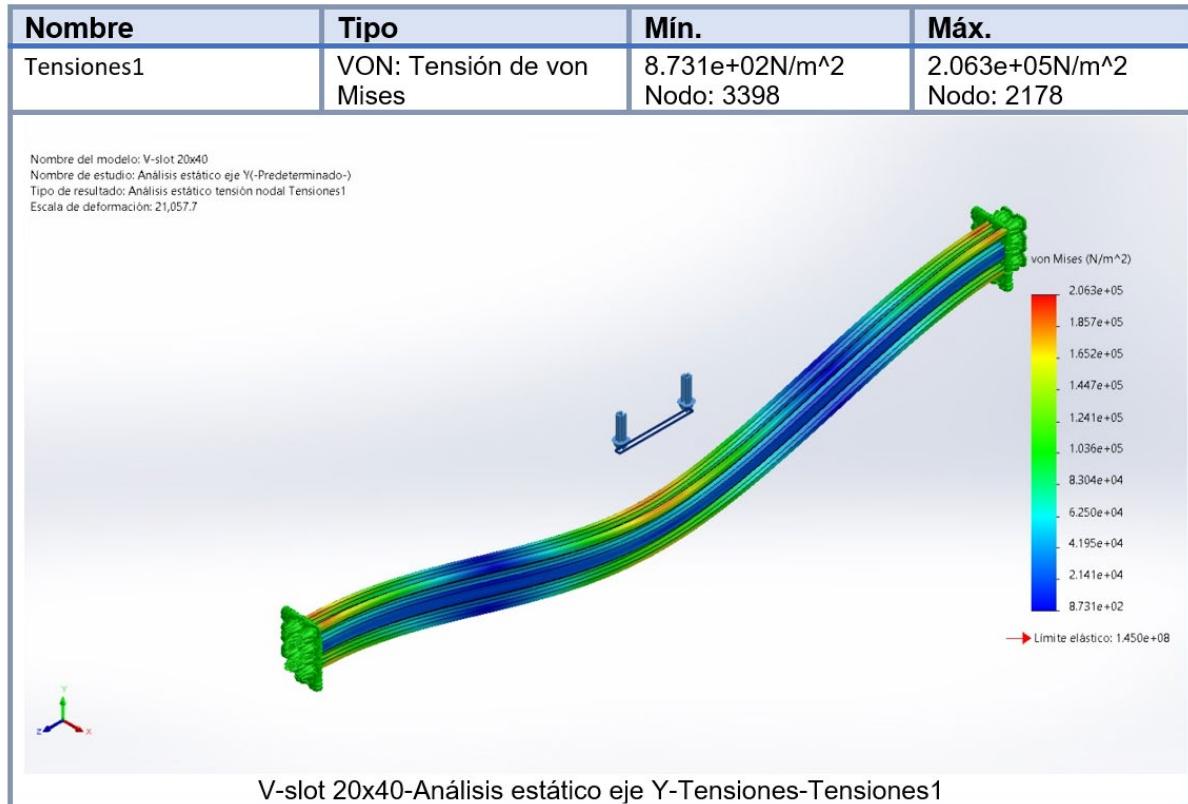 Nombre Tipo Mín. Máx.
Tensiones1 VON: Tensión de von Mises 8.731e+02N/m^2 Nodo: 3398 2.063e+05N/m^2 Nodo: 2178
Nombre del modelo: V-slot 20x40
Nombre de estudio: Análisis estático eje Y(-Predeterminado-)
Tipo de resultado: Análisis estático tensión nodal Tensiones1
Escala de deformación: 21,057.7
von Mises (N/m^2)
2.063e+05
1.857e+05
1.652e+05
1.447e+05
1.241e+05
1.036e+05
8.304e+04
6.250e+04
4.195e+04
2.141e+04
8.731e+02
Límite elástico: 1.450e+08
Y
Z
X
V-slot 20x40-Análisis estático eje Y-Tensiones-Tensiones1